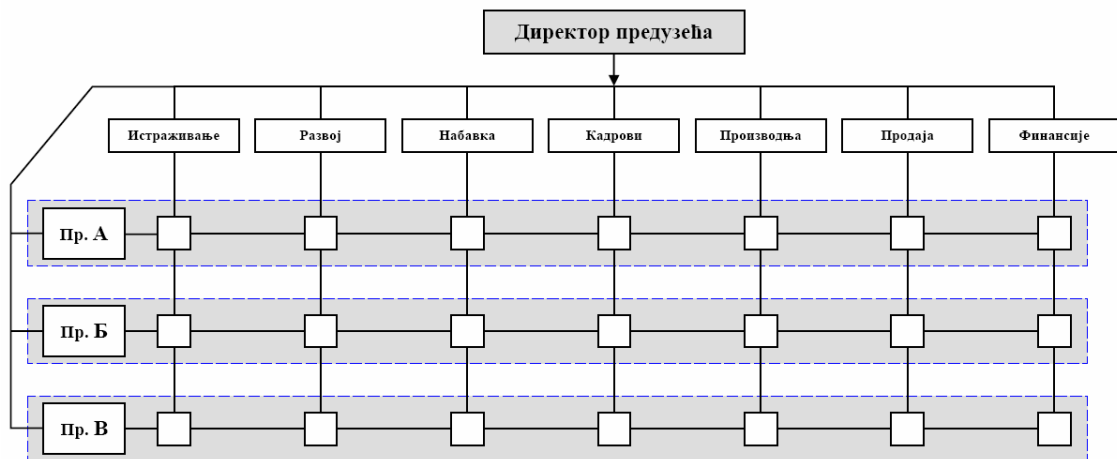 Директор предузећа
Истраживање
Развој
Набавка
Кадрови
Производња
Продаја
Финансије
Пр. А
Пр. Б
Пр. В